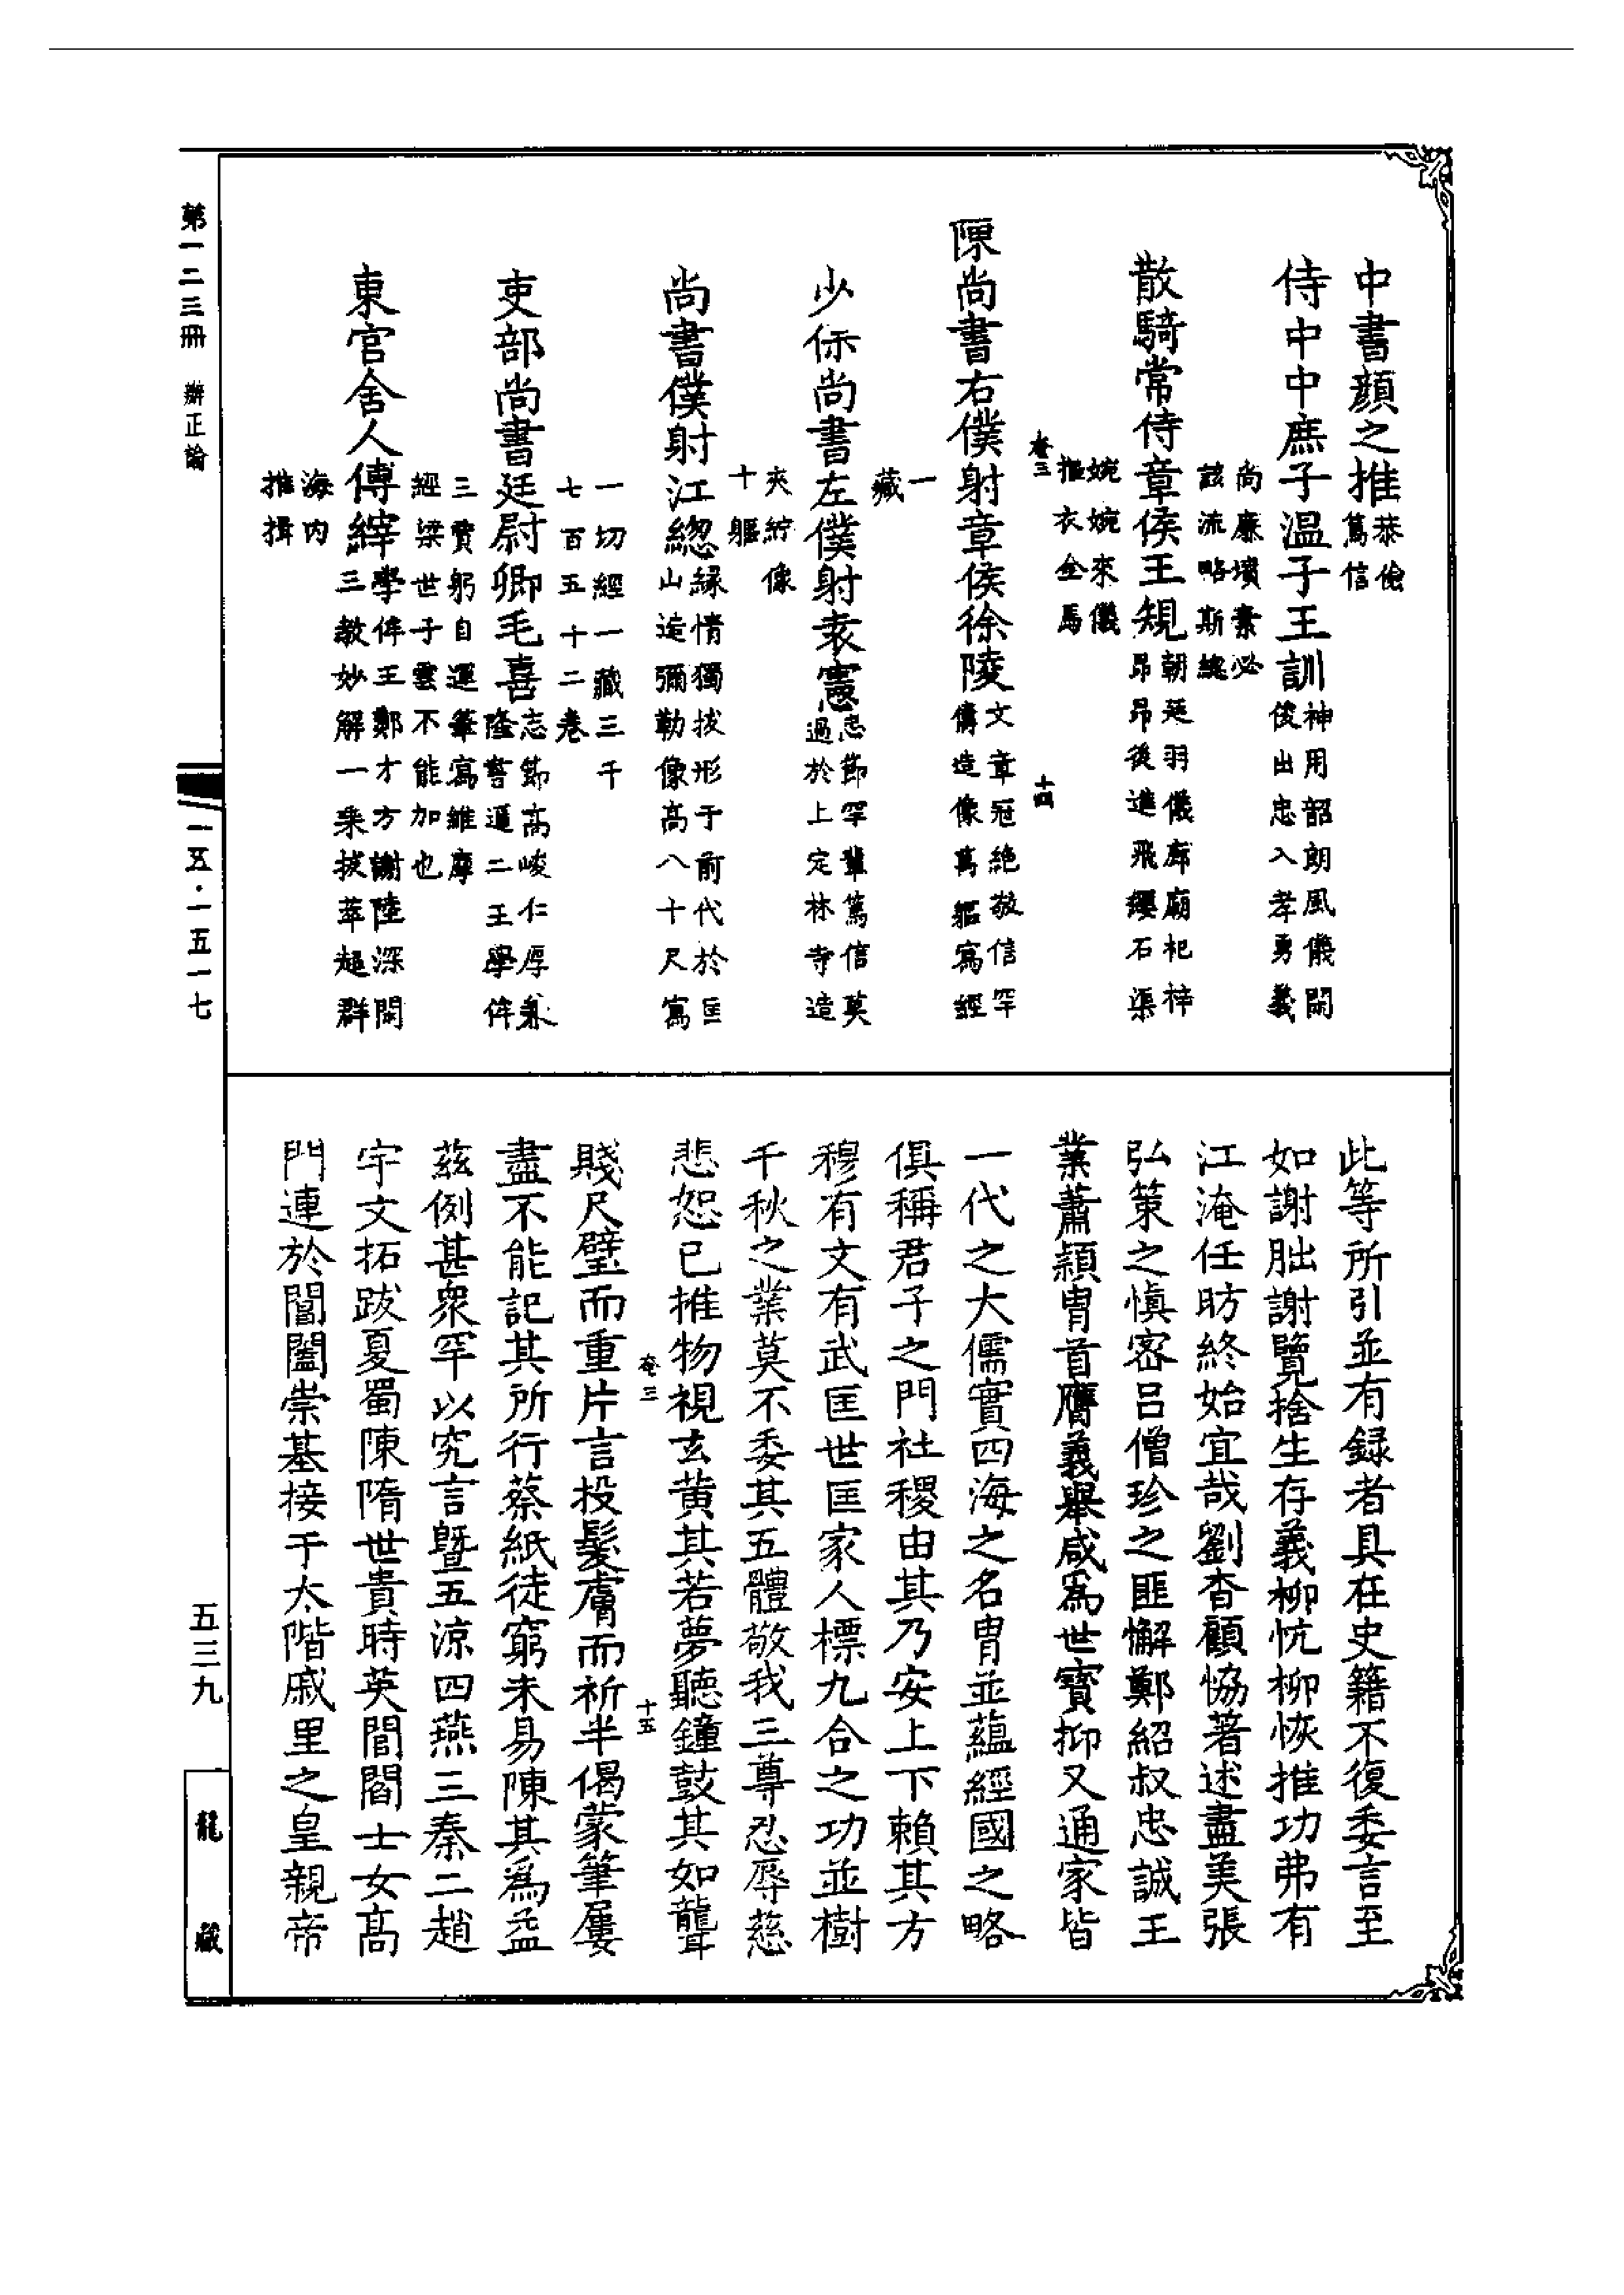 中書顔之推恭儉
篤信
侍中中庶子温子王訓神用韶朗風儀閑
俊出忠入孝勇義
尚廉墳素必
該流略斯總
散騎常侍章侯王規朝廷羽儀廊廟杞梓
昂昂後進飛纓石渠
婉婉來儀
摳衣金馬
卷三
十四
陳尚書右僕射章侯徐陵文章冠絶敬信罕
儔造像萬軀寫經
一
藏
少保尚書左僕射袁憲忠節罕輩篤信莫
過於上定林寺造
夾紵像
十軀
尚書僕射江總緣情獨拔形于前代於匡
山造彌勒像高八十尺寫
一切經一藏三千
七百五十二卷
吏部尚書廷尉卿毛喜志節高峻仁厚兼
隆書逼二王學侔
三賣躬自運筆寫維摩
經梁世子雲不能加也
東宫舍人傅縡學侔王鄭才方謝陸深閑
三教妙解一乘拔萃超群
海内
推揖
此等所引並有録者具在史籍不復委言至
如謝朏謝覽捨生存義柳忱柳惔推功弗有
江淹任昉終始宜哉劉杳顧協著述盡美張
弘策之慎密吕僧珍之匪懈鄭紹叔忠誠王
業蕭穎胄首膺義舉咸爲世寳抑又通家皆
一代之大儒實四海之名胄並藴經國之略
俱稱君子之門社稷由其乃安上下賴其方
穆有文有武匡世匡家人標九合之功並樹
千秋之業莫不委其五體敬我三尊忍辱慈
悲恕已推物視玄黄其若夢聽鐘鼓其如聾
卷三
十五
賤尺璧而重片言投髮膚而祈半偈蒙筆屢
盡不能記其所行蔡紙徒窮未易陳其爲益
茲例甚衆罕以究言暨五涼四燕三秦二趙
宇文拓跋夏蜀陳隋世貴時英閭閻士女高
門連於閶闔崇基接于太階戚里之皇親帝
第一二三册 辦正論
一五·一五一七
五三九
龍藏